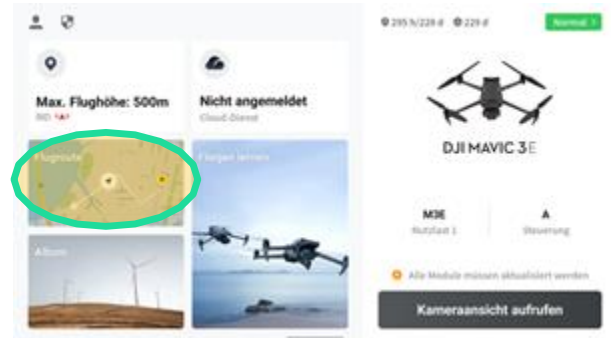 Max. Flughöhe: 500m
Nicht angemeldet
Cloud-Dienst
Flugroute
Fliegen lernen
Album
Normal >
DJI MAVIC 3E
M3E
Nutzlast 1
A
Steuerung
Alle Module müssen aktualisiert werden
Kameraansicht aufrufen